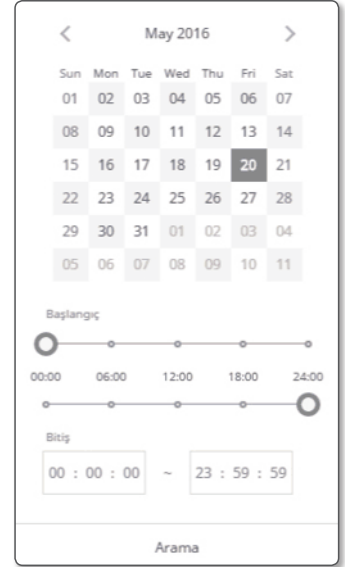 May 2016
Sun Mon Tue Wed Thu Fri Sat
01 02 03 04 05 06 07
08 09 10 11 12 13 14
15 16 17 18 19 20 21
22 23 24 25 26 27 28
29 30 31 01 02 03 04
05 06 07 08 09 10 11
Başlangıç
00:00 06:00 12:00 18:00 24:00
Bitiş
00 : 00 : 00 ~ 23 : 59 : 59
Arama